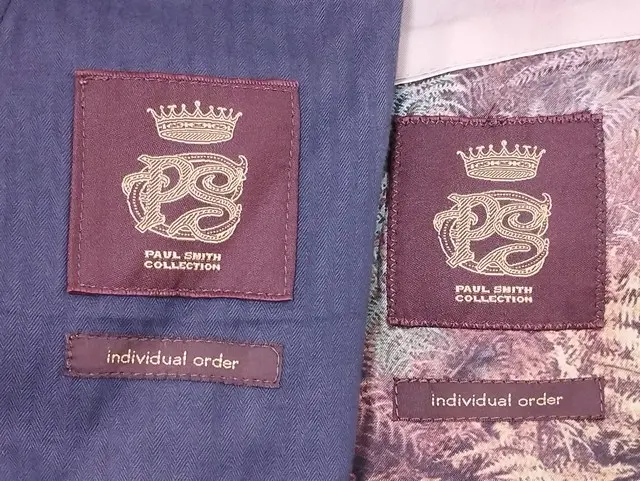 PS
PAUL SMITH
COLLECTION
individual order
PS
PAUL SMITH
COLLECTION
individual order